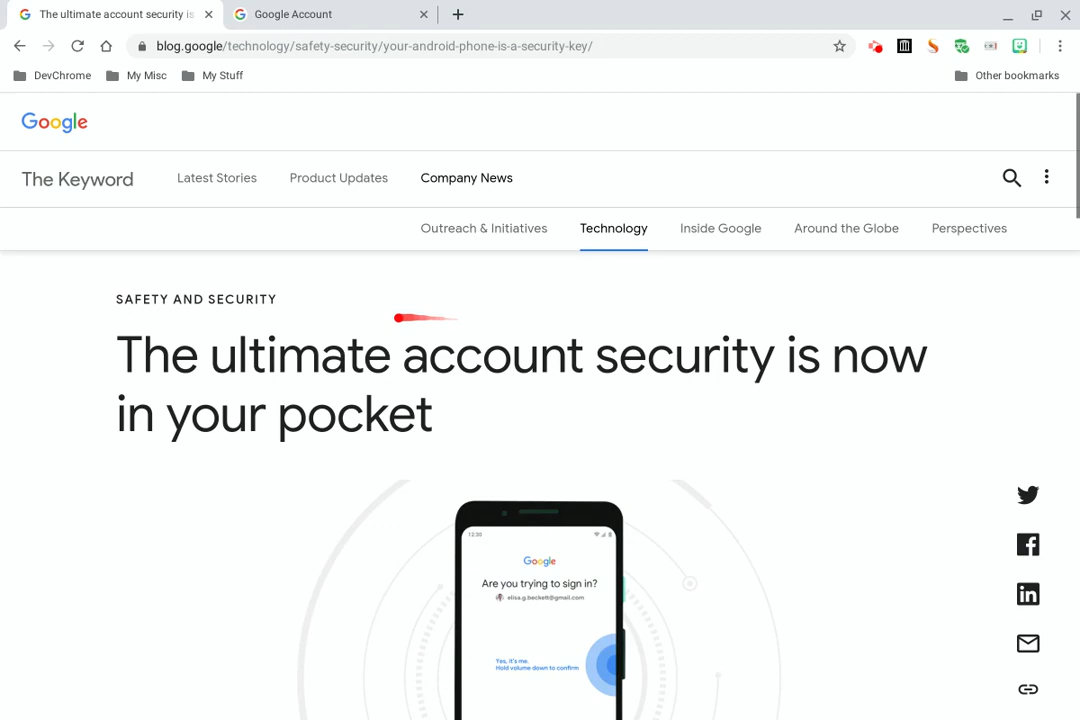 The ultimate account security is
Google Account
blog.google/technology/safety-security/your-android-phone-is-a-security-key/
DevChrome
My Misc
My Stuff
Other bookmarks
Google
The Keyword
Latest Stories
Product Updates
Company News
Outreach & Initiatives
Technology
Inside Google
Around the Globe
Perspectives
SAFETY AND SECURITY
The ultimate account security is now
in your pocket
12:30
Google
Are you trying to sign in?
elisa.g.beckett@gmail.com
Yes, it's me.
Hold volume down to confirm